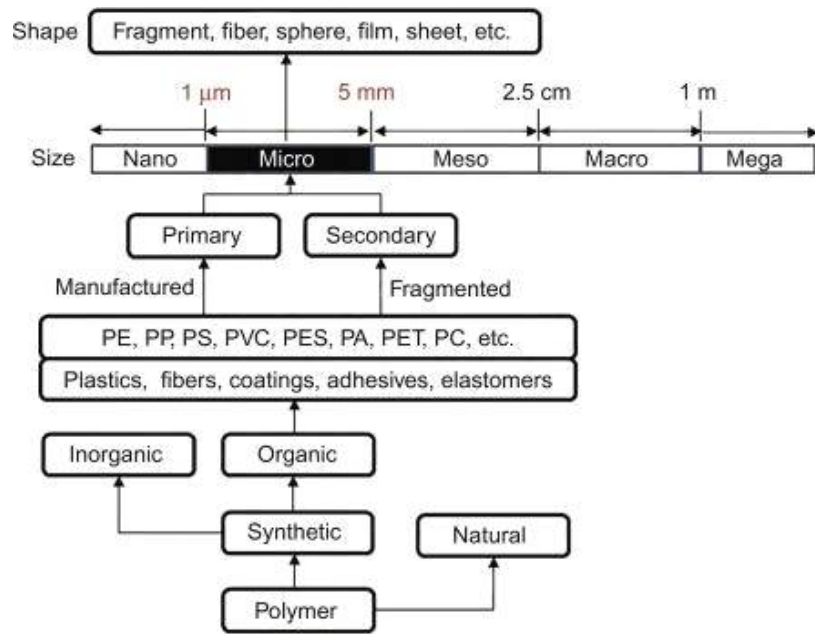 Shape
Fragment, fiber, sphere, film, sheet, etc.
1 μm
5 mm
2.5 cm
1 m
Size
Nano
Micro
Meso
Macro
Mega
Primary
Secondary
Manufactured
Fragmented
PE, PP, PS, PVC, PES, PA, PET, PC, etc.
Plastics, fibers, coatings, adhesives, elastomers
Inorganic
Organic
Synthetic
Natural
Polymer